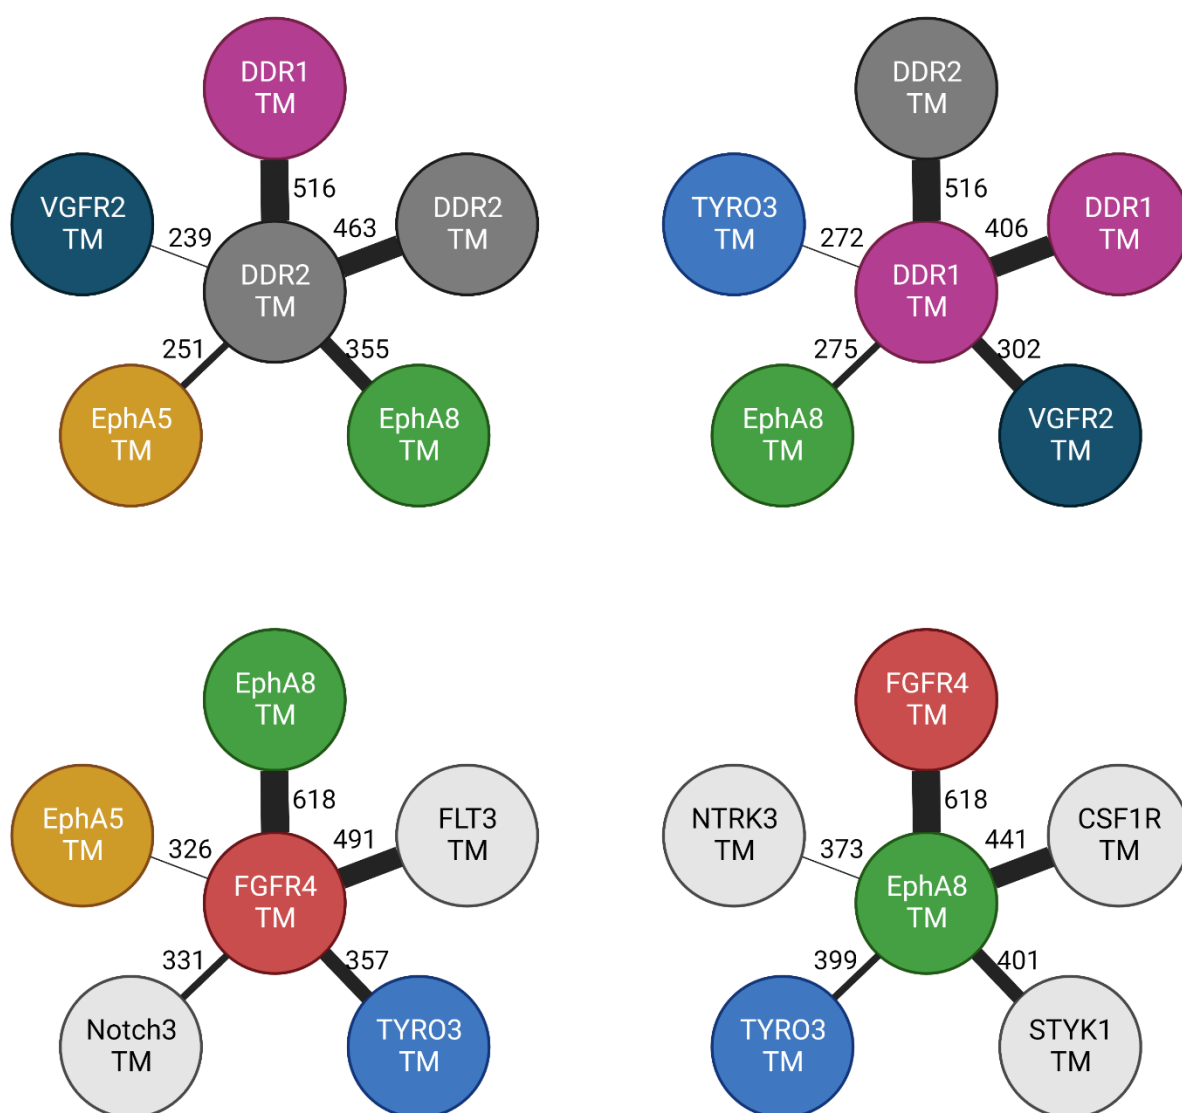 DDR1
TM
516
DDR2
TM
463
VGFR2
TM
239
DDR2
TM
251
355
EphA5
TM
EphA8
TM
DDR2
TM
516
DDR1
TM
406
TYRO3
TM
272
DDR1
TM
275
302
EphA8
TM
VGFR2
TM
EphA8
TM
618
FLT3
TM
491
EphA5
TM
326
FGFR4
TM
331
357
Notch3
TM
TYRO3
TM
FGFR4
TM
618
CSF1R
TM
441
NTRK3
TM
373
EphA8
TM
399
401
TYRO3
TM
STYK1
TM